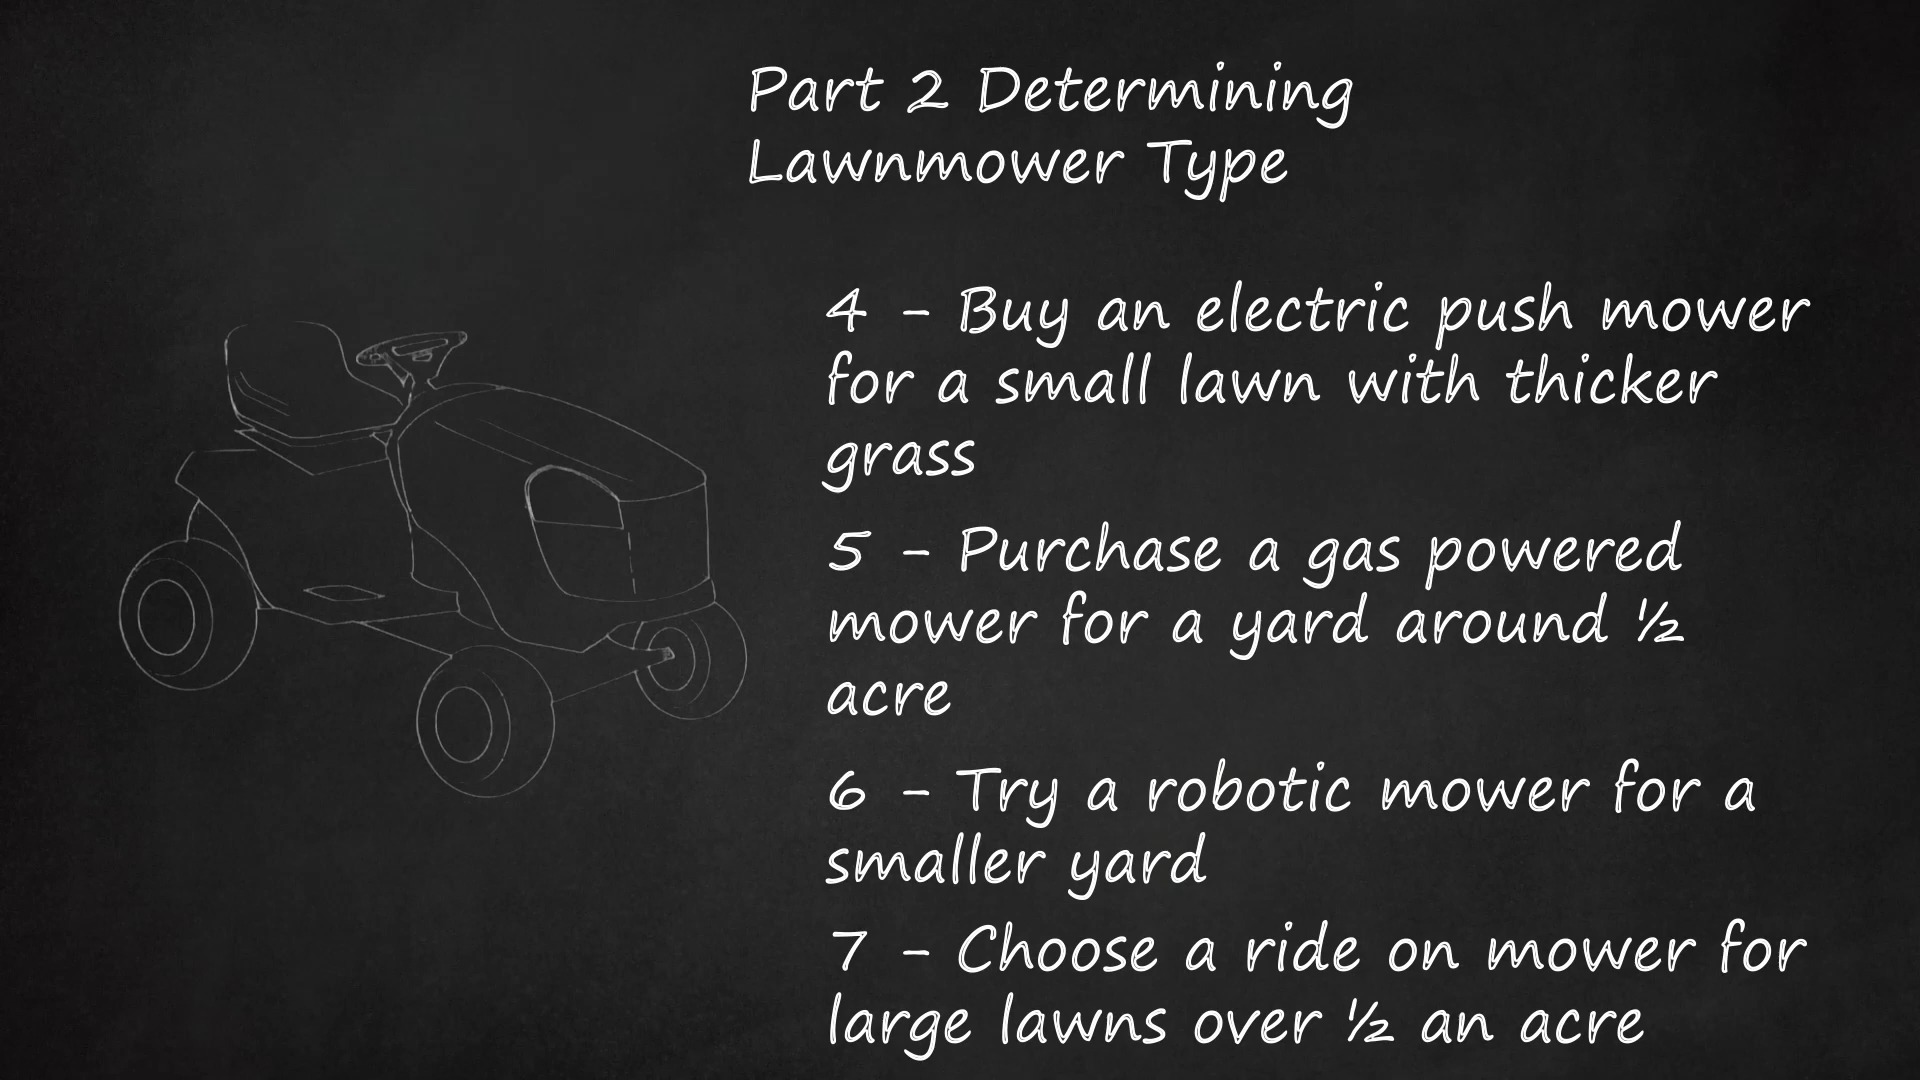 Part 2 Determining
Lawnmower Type
4 - Buy an electric push mower
for a small lawn with thicker
grass
5 - Purchase a gas powered
mower for a yard around ½
acre
6 - Try a robotic mower for a
smaller yard
7 - Choose a ride on mower for
large lawns over ½ an acre